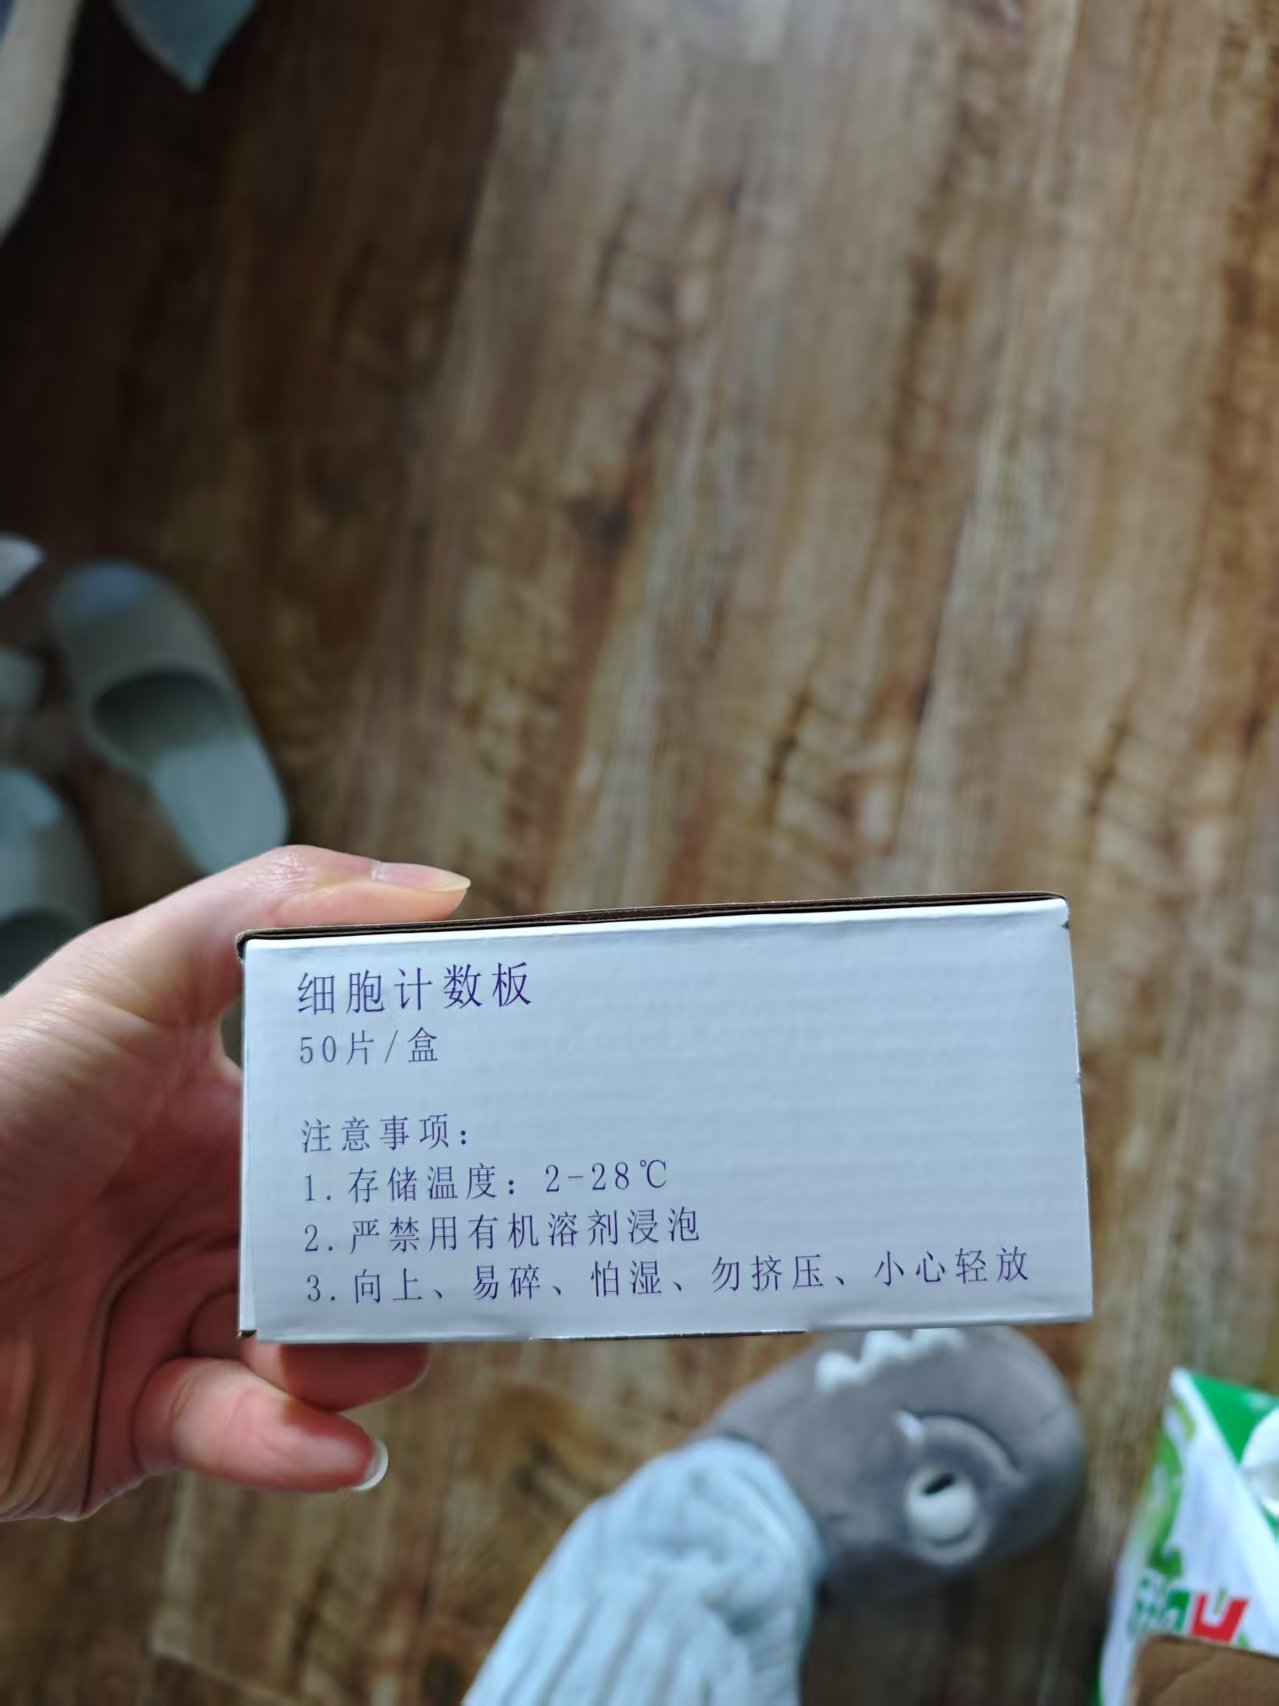 细胞计数板
50片/盒
注意事项：
1.存储温度：2-28℃
2.严禁用有机溶剂浸泡
3.向上、易碎、怕湿、勿挤压、小心轻放